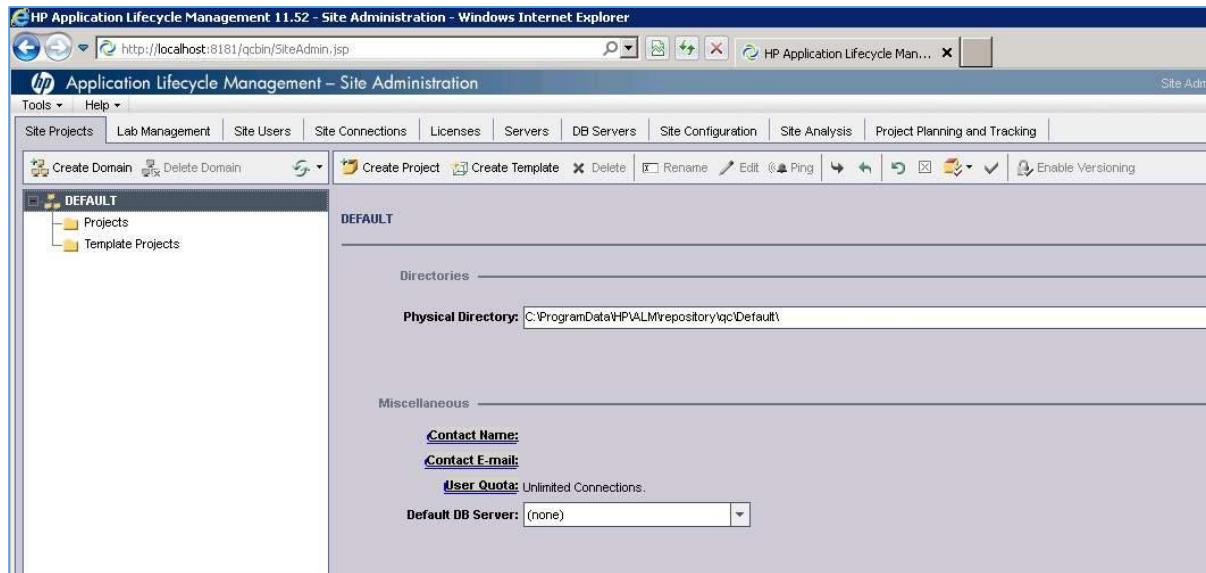 HP Application Lifecycle Management 11.52 - Site Administration - Windows Internet Explorer
http://localhost:8181/qcbin/SiteAdmin.jsp
HP Application Lifecycle Man...
hp Application Lifecycle Management – Site Administration Site Adm
Tools Help
Site Projects Lab Management Site Users Site Connections Licenses Servers DB Servers Site Configuration Site Analysis Project Planning and Tracking
Create Domain Delete Domain Create Project Create Template Delete Rename Edit Ping Enable Versioning
DEFAULT
Projects
Template Projects
DEFAULT
Directories
Physical Directory: C:\ProgramData\HP\ALM\repository\qc\Default\
Miscellaneous
Contact Name:
Contact E-mail:
User Quota: Unlimited Connections.
Default DB Server: (none)